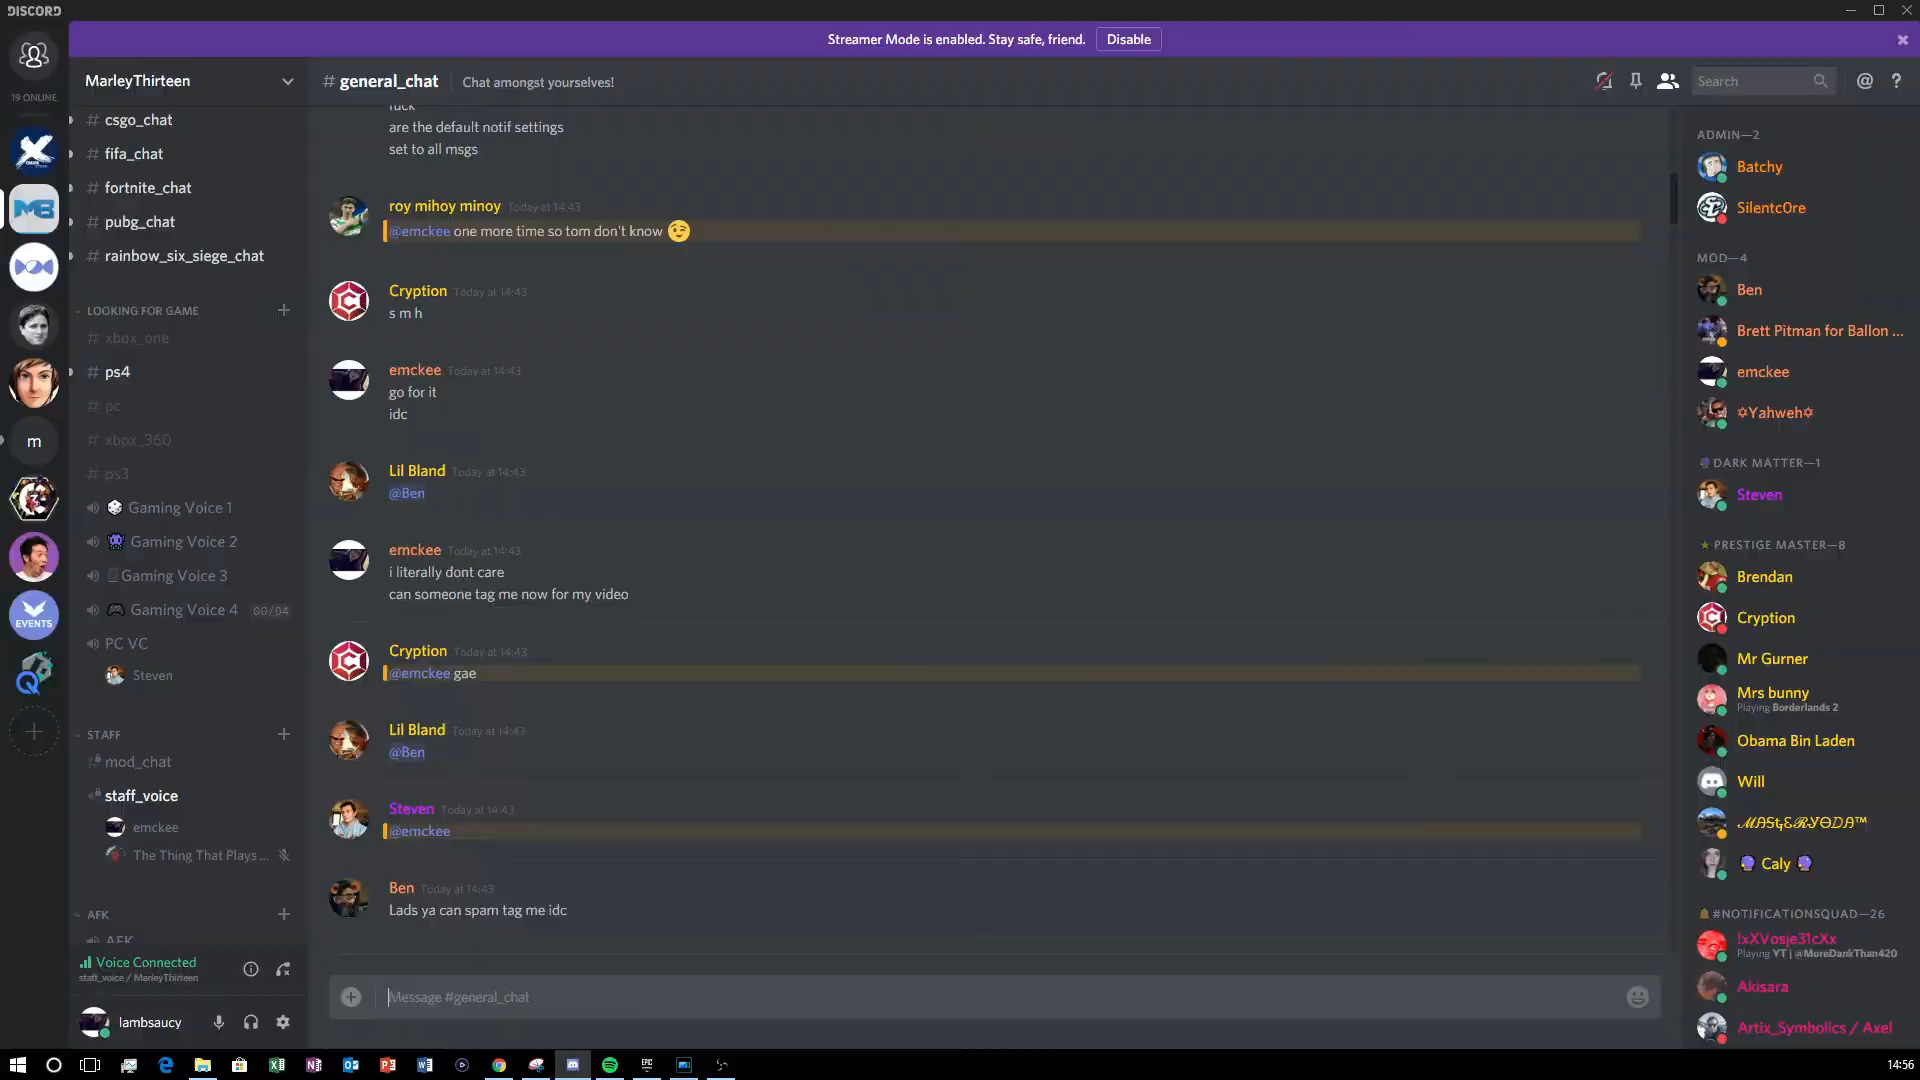 DISCORD
Streamer Mode is enabled. Stay safe, friend.
Disable
19 ONLINE
EVENTS
m
MarleyThirteen
# csgo_chat
# fifa_chat
# fortnite_chat
# pubg_chat
# rainbow_six_siege_chat
LOOKING FOR GAME
# xbox_one
# ps4
# pc
# xbox_360
# ps3
Gaming Voice 1
Gaming Voice 2
Gaming Voice 3
Gaming Voice 4 00/04
PC VC
Steven
STAFF
mod_chat
staff_voice
emckee
The Thing That Plays ...
AFK
AFK
Voice Connected
staff_voice / MarleyThirteen
lambsaucy
# general_chat
Chat amongst yourselves!
Search
fuck
are the default notif settings
set to all msgs
roy mihoy minoy Today at 14:43
@emckee one more time so tom don't know 😉
Cryption Today at 14:43
s m h
emckee Today at 14:43
go for it
idc
Lil Bland Today at 14:43
@Ben
emckee Today at 14:43
i literally dont care
can someone tag me now for my video
Cryption Today at 14:43
@emckee gae
Lil Bland Today at 14:43
@Ben
Steven Today at 14:43
@emckee
Ben Today at 14:43
Lads ya can spam tag me idc
Message #general_chat
ADMIN—2
Batchy
Silentc0re
MOD—4
Ben
Brett Pitman for Ballon ...
emckee
✡Yahweh✡
DARK MATTER—1
Steven
PRESTIGE MASTER—8
Brendan
Cryption
Mr Gurner
Mrs bunny
Playing Borderlands 2
Obama Bin Laden
Will
🔮 Caly 🔮
#NOTIFICATIONSQUAD—26
!xXVosje31cXx
Playing YT | @MoreDankThan420
Akisara
Artix_Symbolics / Axel
14:56